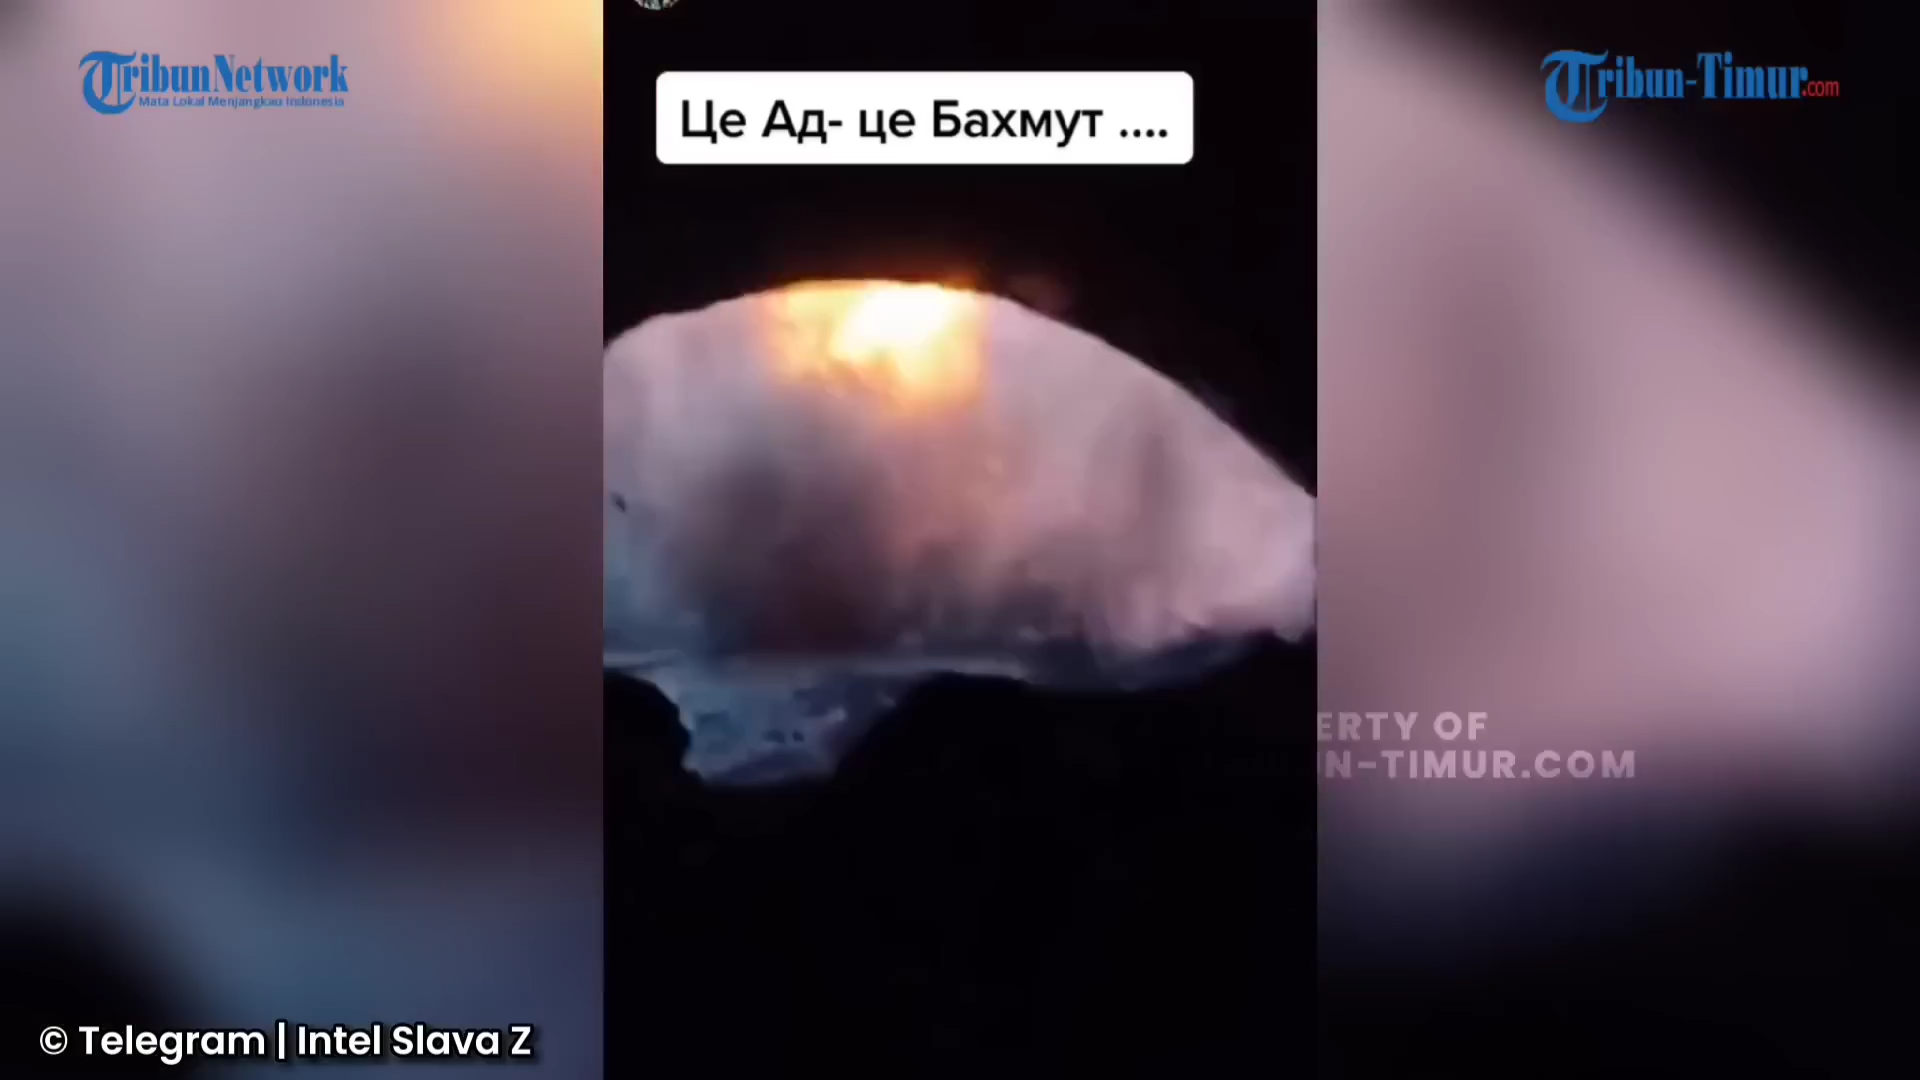 TribunNetwork
Mata Lokal Menjangkau Indonesia
Tribun-Timur.com
Це Ад- це Бахмут ....
ERTY OF
N-TIMUR.COM
© Telegram | Intel Slava Z